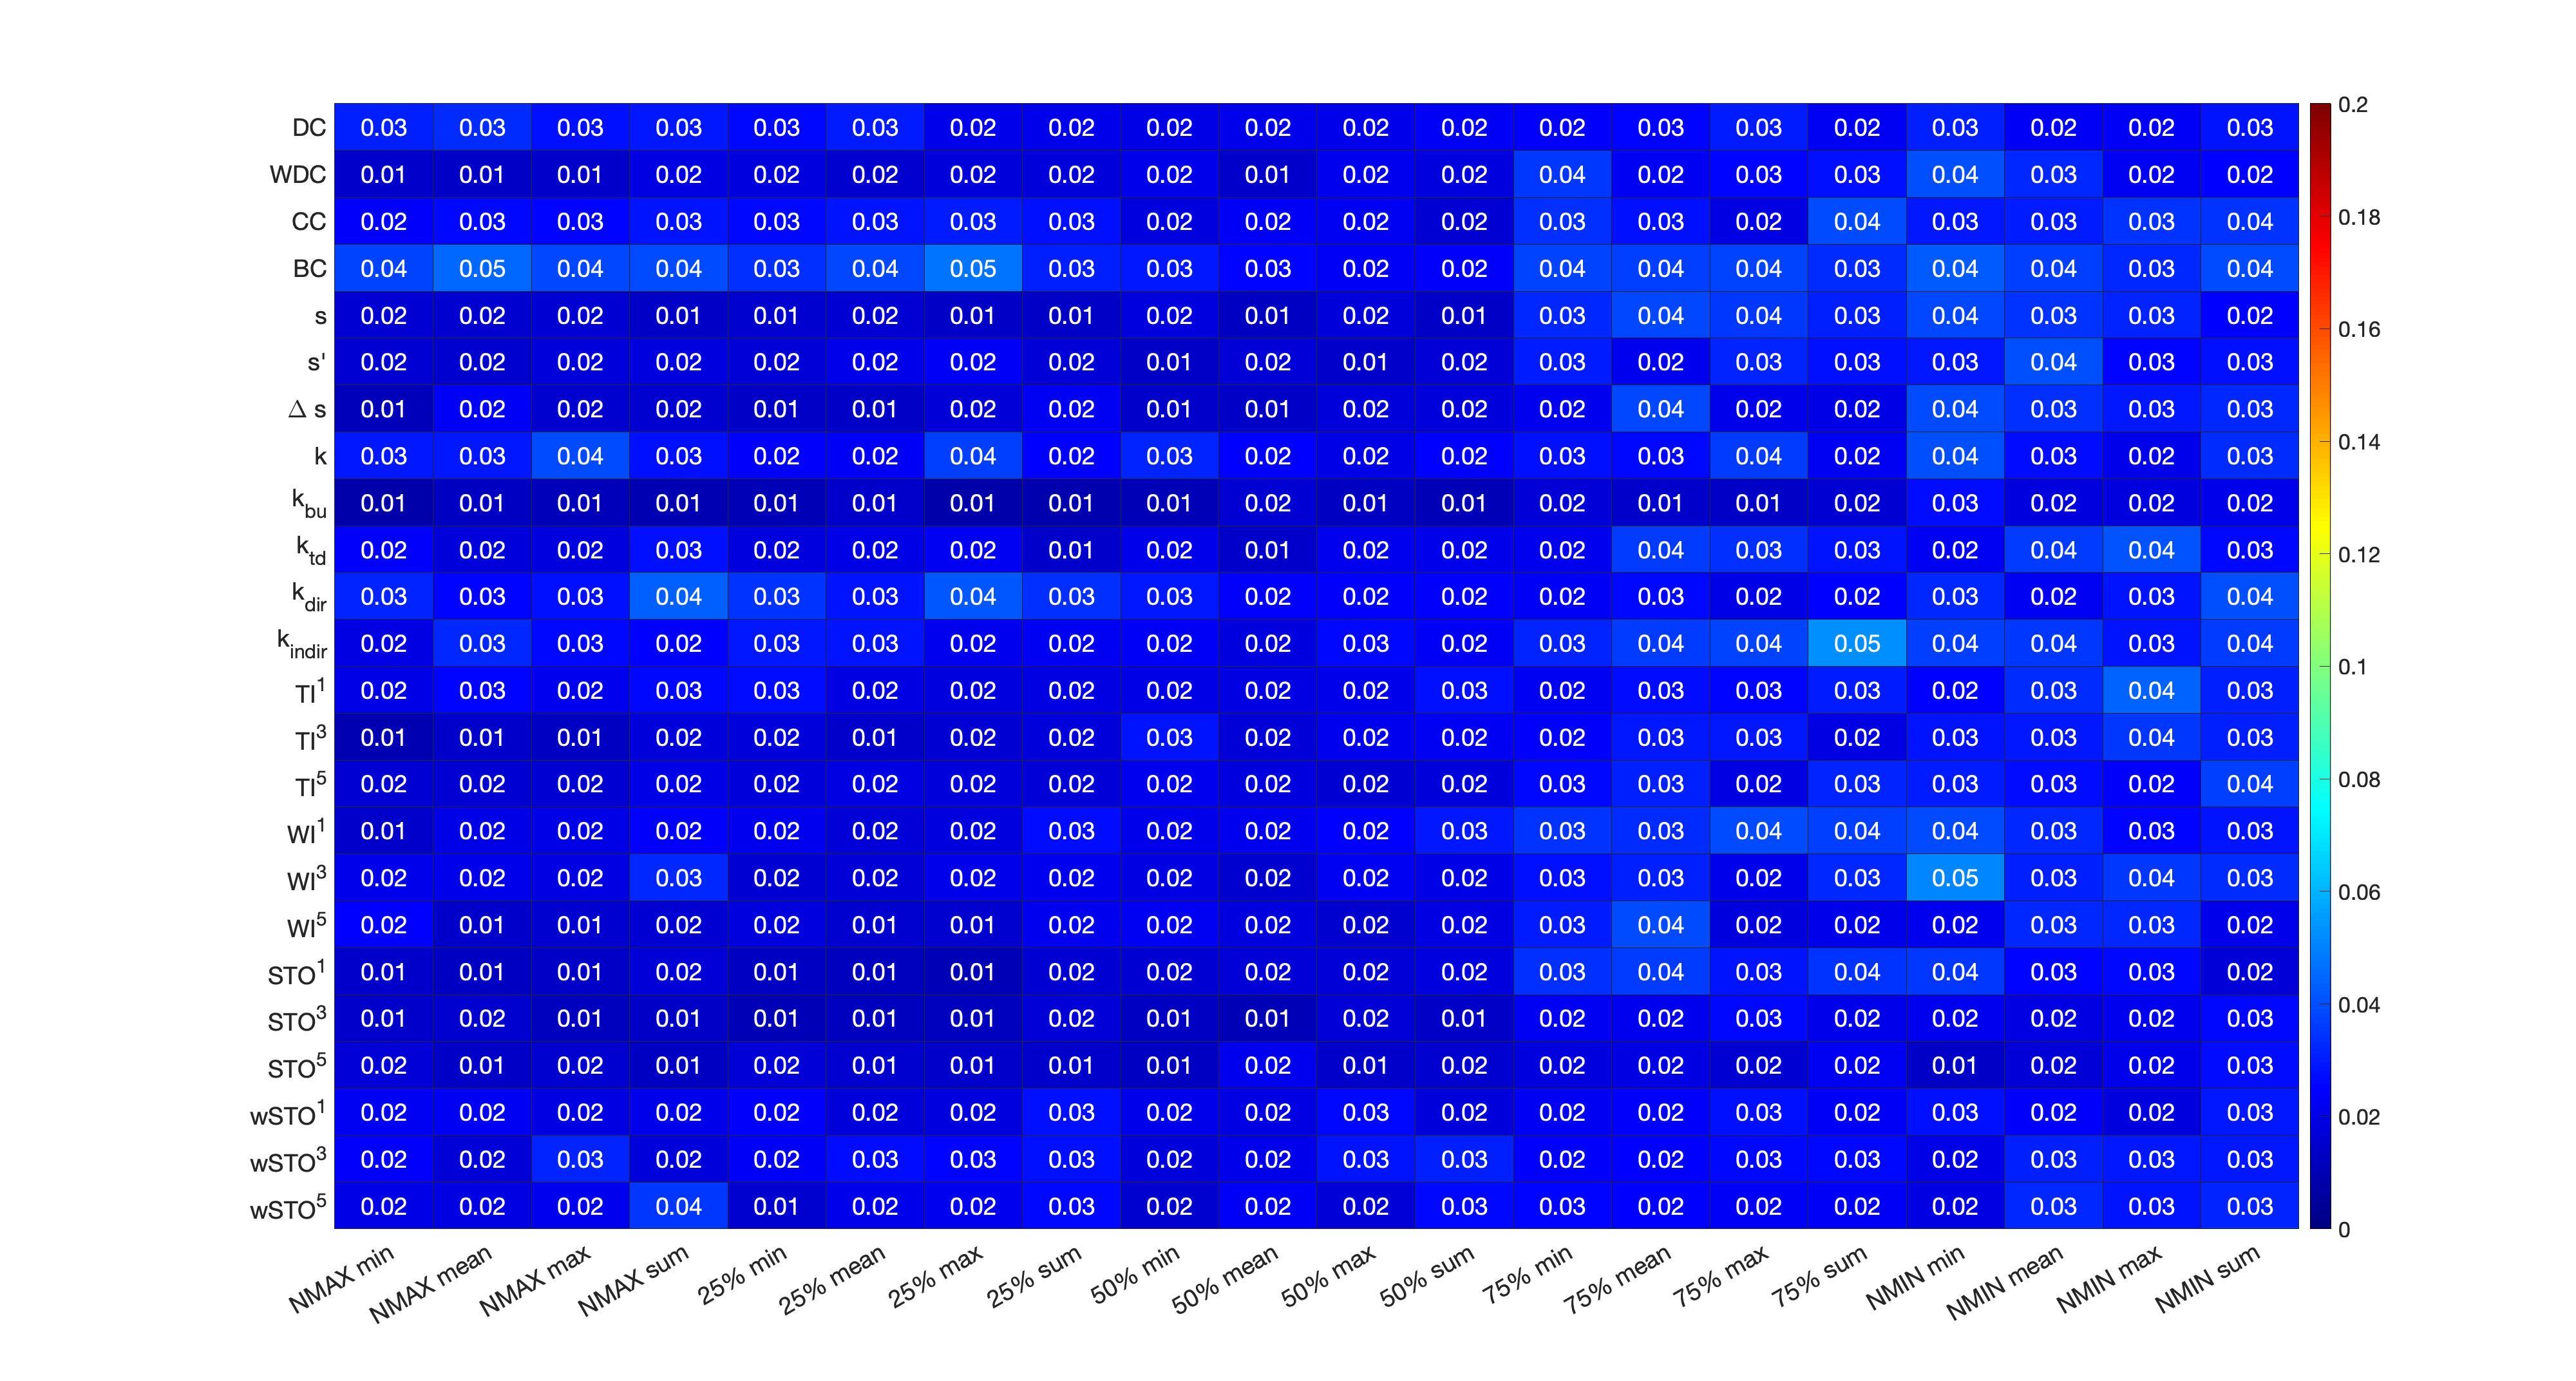 DC 0.03 0.03 0.03 0.03 0.03 0.03 0.02 0.02 0.02 0.02 0.02 0.02 0.02 0.03 0.03 0.02 0.03 0.02 0.02 0.03
WDC 0.01 0.01 0.01 0.02 0.02 0.02 0.02 0.02 0.02 0.01 0.02 0.02 0.04 0.02 0.03 0.03 0.04 0.03 0.02 0.02
CC 0.02 0.03 0.03 0.03 0.03 0.03 0.03 0.03 0.02 0.02 0.02 0.02 0.03 0.03 0.02 0.04 0.03 0.03 0.03 0.04
BC 0.04 0.05 0.04 0.04 0.03 0.04 0.05 0.03 0.03 0.03 0.02 0.02 0.04 0.04 0.04 0.03 0.04 0.04 0.03 0.04
s 0.02 0.02 0.02 0.01 0.01 0.02 0.01 0.01 0.02 0.01 0.02 0.01 0.03 0.04 0.04 0.03 0.04 0.03 0.03 0.02
s' 0.02 0.02 0.02 0.02 0.02 0.02 0.02 0.02 0.01 0.02 0.01 0.02 0.03 0.02 0.03 0.03 0.03 0.04 0.03 0.03
Δ s 0.01 0.02 0.02 0.02 0.01 0.01 0.02 0.02 0.01 0.01 0.02 0.02 0.02 0.04 0.02 0.02 0.04 0.03 0.03 0.03
k 0.03 0.03 0.04 0.03 0.02 0.02 0.04 0.02 0.03 0.02 0.02 0.02 0.03 0.03 0.04 0.02 0.04 0.03 0.02 0.03
k_bu 0.01 0.01 0.01 0.01 0.01 0.01 0.01 0.01 0.01 0.02 0.01 0.01 0.02 0.01 0.01 0.02 0.03 0.02 0.02 0.02
k_td 0.02 0.02 0.02 0.03 0.02 0.02 0.02 0.01 0.02 0.01 0.02 0.02 0.02 0.04 0.03 0.03 0.02 0.04 0.04 0.03
k_dir 0.03 0.03 0.03 0.04 0.03 0.03 0.04 0.03 0.03 0.02 0.02 0.02 0.02 0.03 0.02 0.02 0.03 0.02 0.03 0.04
k_indir 0.02 0.03 0.03 0.02 0.03 0.03 0.02 0.02 0.02 0.02 0.03 0.02 0.03 0.04 0.04 0.05 0.04 0.04 0.03 0.04
TI^1 0.02 0.03 0.02 0.03 0.03 0.02 0.02 0.02 0.02 0.02 0.02 0.03 0.02 0.03 0.03 0.03 0.02 0.03 0.04 0.03
TI^3 0.01 0.01 0.01 0.02 0.02 0.01 0.02 0.02 0.03 0.02 0.02 0.02 0.02 0.03 0.03 0.02 0.03 0.03 0.04 0.03
TI^5 0.02 0.02 0.02 0.02 0.02 0.02 0.02 0.02 0.02 0.02 0.02 0.02 0.03 0.03 0.02 0.03 0.03 0.03 0.02 0.04
WI^1 0.01 0.02 0.02 0.02 0.02 0.02 0.02 0.03 0.02 0.02 0.02 0.03 0.03 0.03 0.04 0.04 0.04 0.03 0.03 0.03
WI^3 0.02 0.02 0.02 0.03 0.02 0.02 0.02 0.02 0.02 0.02 0.02 0.02 0.03 0.03 0.02 0.03 0.05 0.03 0.04 0.03
WI^5 0.02 0.01 0.01 0.02 0.02 0.01 0.01 0.02 0.02 0.02 0.02 0.02 0.03 0.04 0.02 0.02 0.02 0.03 0.03 0.02
STO^1 0.01 0.01 0.01 0.02 0.01 0.01 0.01 0.02 0.02 0.02 0.02 0.02 0.03 0.04 0.03 0.04 0.04 0.03 0.03 0.02
STO^3 0.01 0.02 0.01 0.01 0.01 0.01 0.01 0.02 0.01 0.01 0.02 0.01 0.02 0.02 0.03 0.02 0.02 0.02 0.02 0.03
STO^5 0.02 0.01 0.02 0.01 0.02 0.01 0.01 0.01 0.01 0.02 0.01 0.02 0.02 0.02 0.02 0.02 0.01 0.02 0.02 0.03
wSTO^1 0.02 0.02 0.02 0.02 0.02 0.02 0.02 0.03 0.02 0.02 0.03 0.02 0.02 0.02 0.03 0.02 0.03 0.02 0.02 0.03
wSTO^3 0.02 0.02 0.03 0.02 0.02 0.03 0.03 0.03 0.02 0.02 0.03 0.03 0.02 0.02 0.03 0.03 0.02 0.03 0.03 0.03
wSTO^5 0.02 0.02 0.02 0.04 0.01 0.02 0.02 0.03 0.02 0.02 0.02 0.03 0.03 0.02 0.02 0.02 0.02 0.03 0.03 0.03
NMAX min NMAX mean NMAX max NMAX sum 25% min 25% mean 25% max 25% sum 50% min 50% mean 50% max 50% sum 75% min 75% mean 75% max 75% sum NMIN min NMIN mean NMIN max NMIN sum
0.2
0.18
0.16
0.14
0.12
0.1
0.08
0.06
0.04
0.02
0